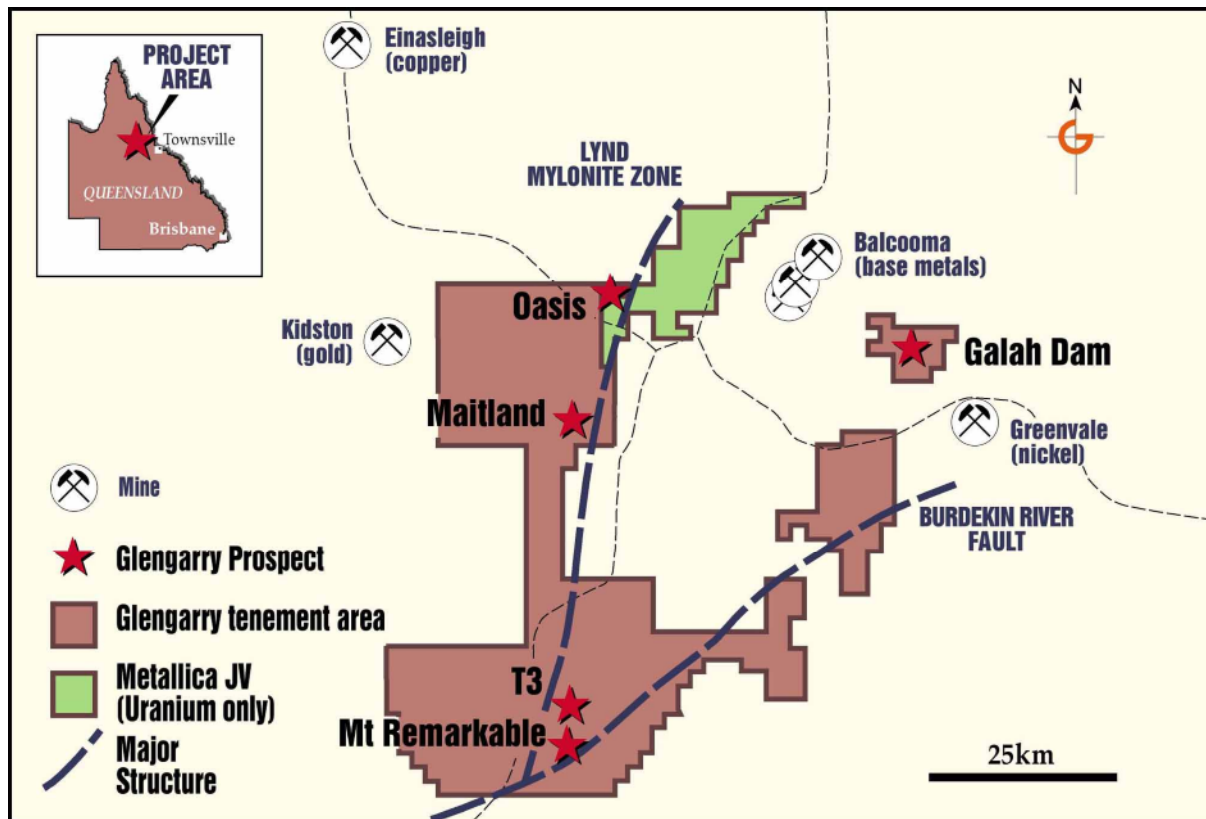 PROJECT
AREA
Townsville
QUEENSLAND
Brisbane
Einasleigh
(copper)
N
LYND
MYLONITE ZONE
Balcooma
(base metals)
Oasis
Kidston
(gold)
Galah Dam
Maitland
Greenvale
(nickel)
BURDEKIN RIVER
FAULT
Mine
Glengarry Prospect
Glengarry tenement area
Metallica JV
(Uranium only)
Major
Structure
T3
Mt Remarkable
25km